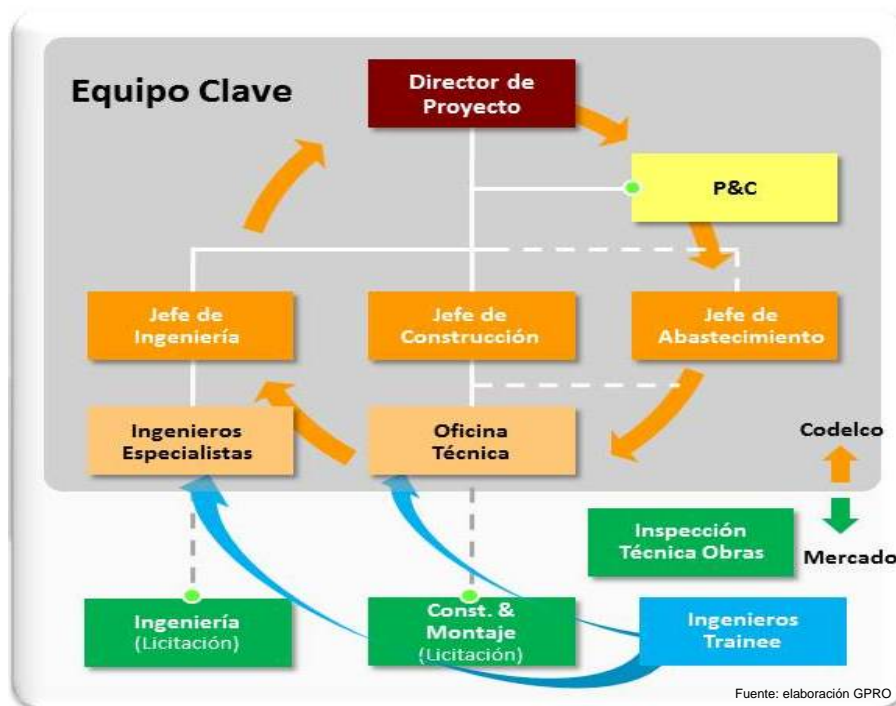 Equipo Clave
Director de
Proyecto
P&C
Jefe de
Ingeniería
Jefe de
Construcción
Jefe de
Abastecimiento
Ingenieros
Especialistas
Oficina
Técnica
Codelco
Mercado
Inspección
Técnica Obras
Ingeniería
(Licitación)
Const. &
Montaje
(Licitación)
Ingenieros
Trainee
Fuente: elaboración GPRO